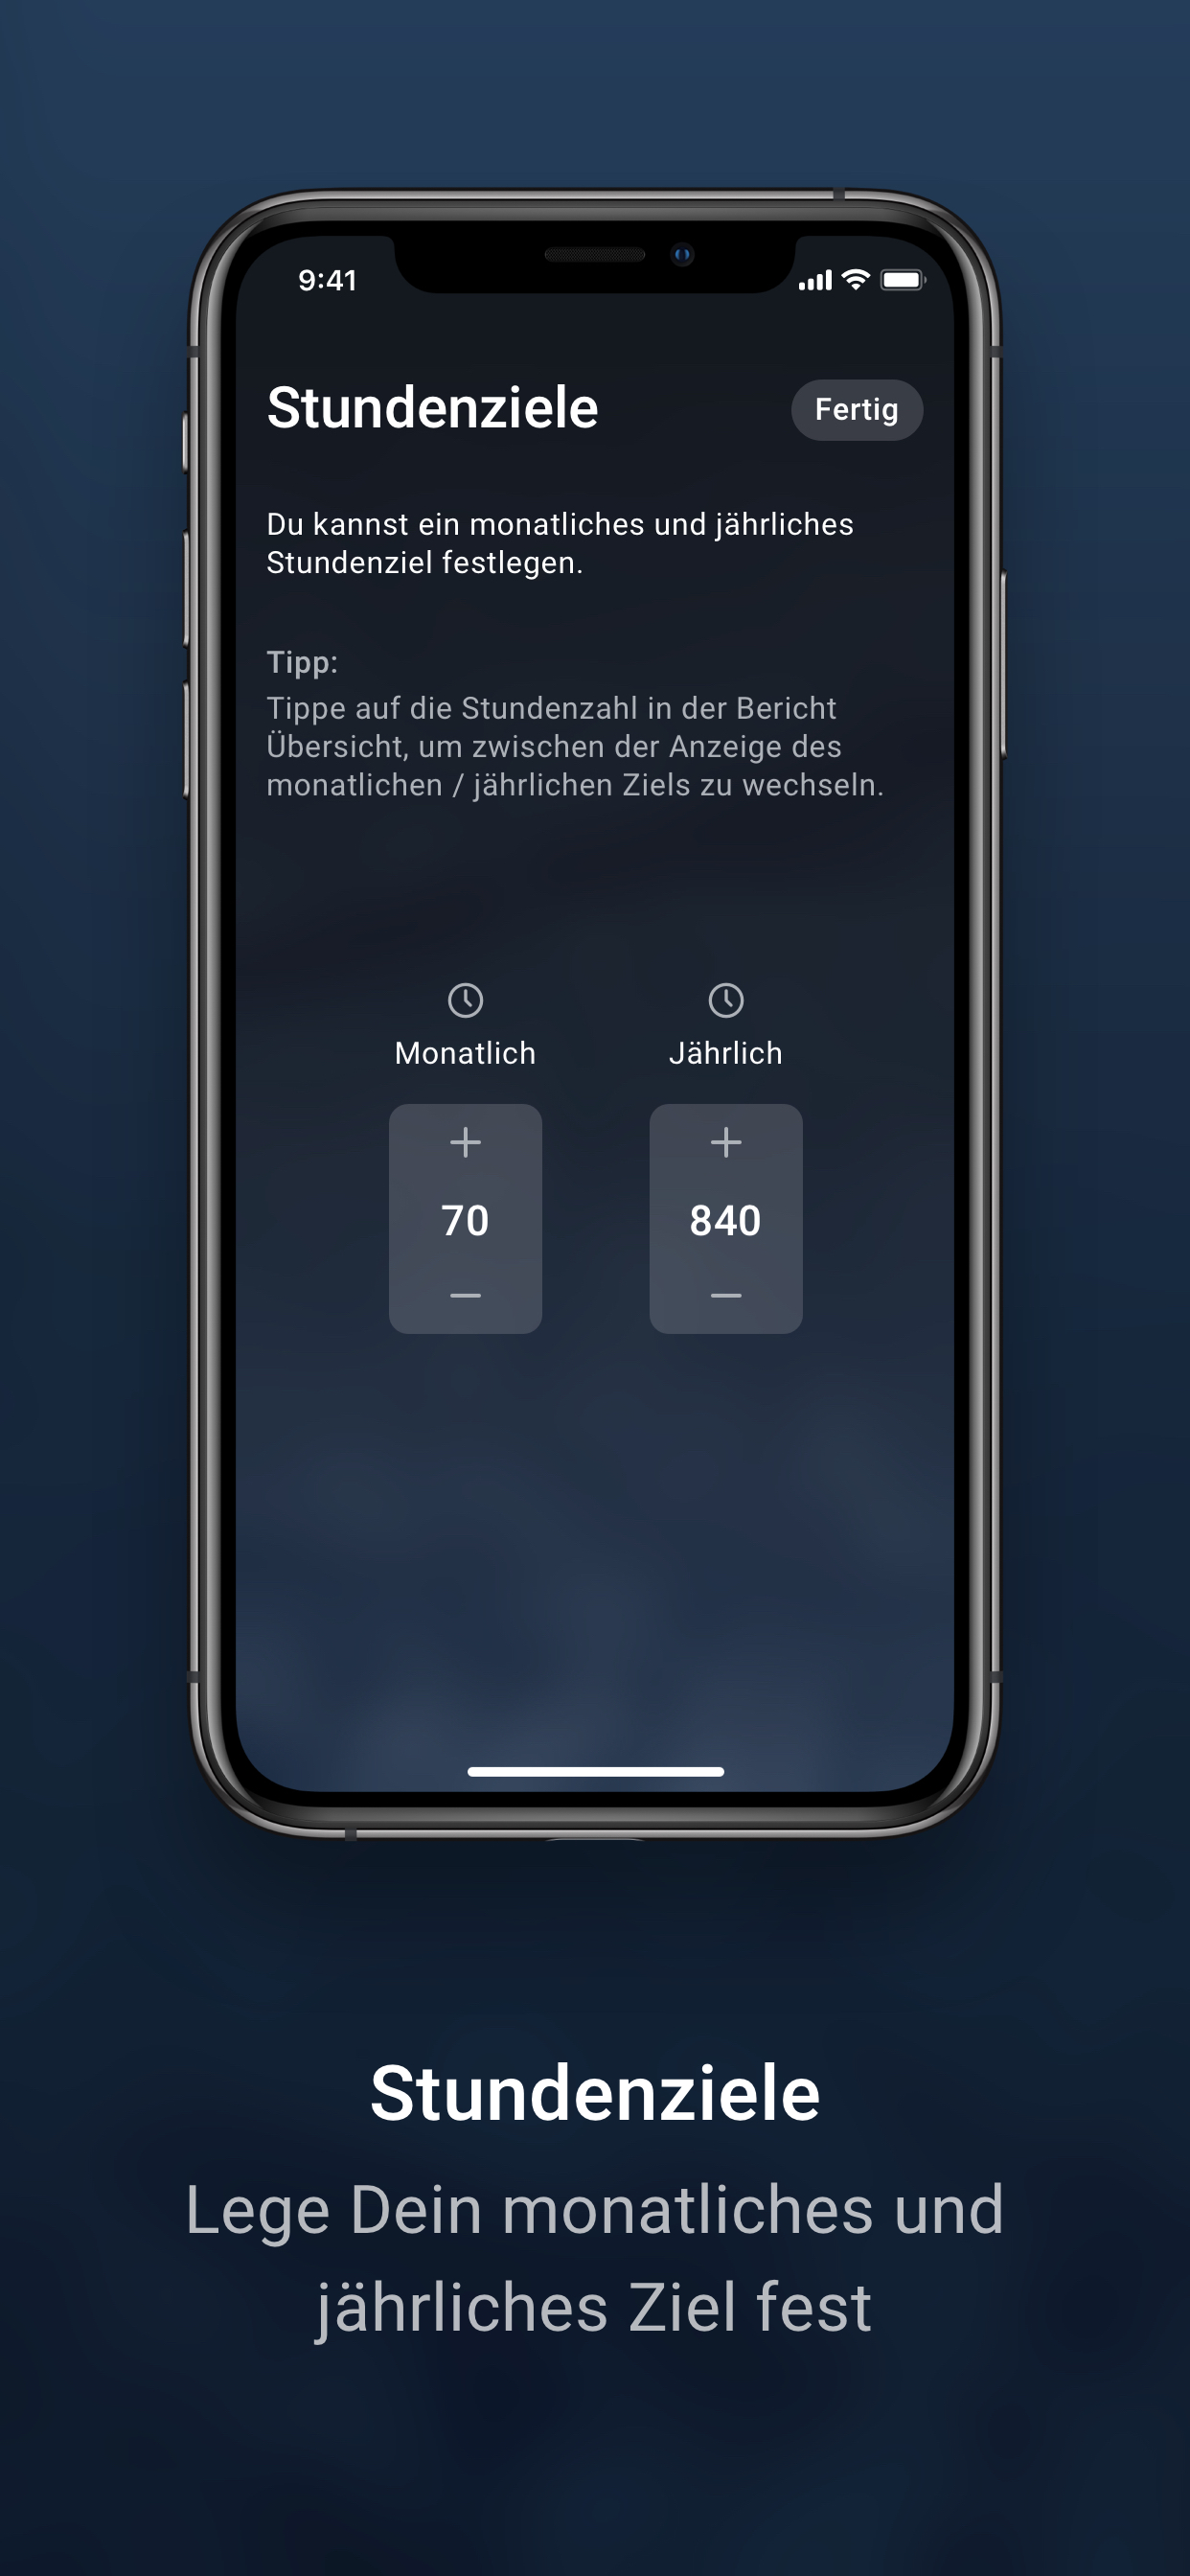 9:41
Stundenziele
Fertig
Du kannst ein monatliches und jährliches
Stundenziel festlegen.
Tipp:
Tippe auf die Stundenzahl in der Bericht
Übersicht, um zwischen der Anzeige des
monatlichen / jährlichen Ziels zu wechseln.
Monatlich
Jährlich
70
840
Stundenziele
Lege Dein monatliches und
jährliches Ziel fest